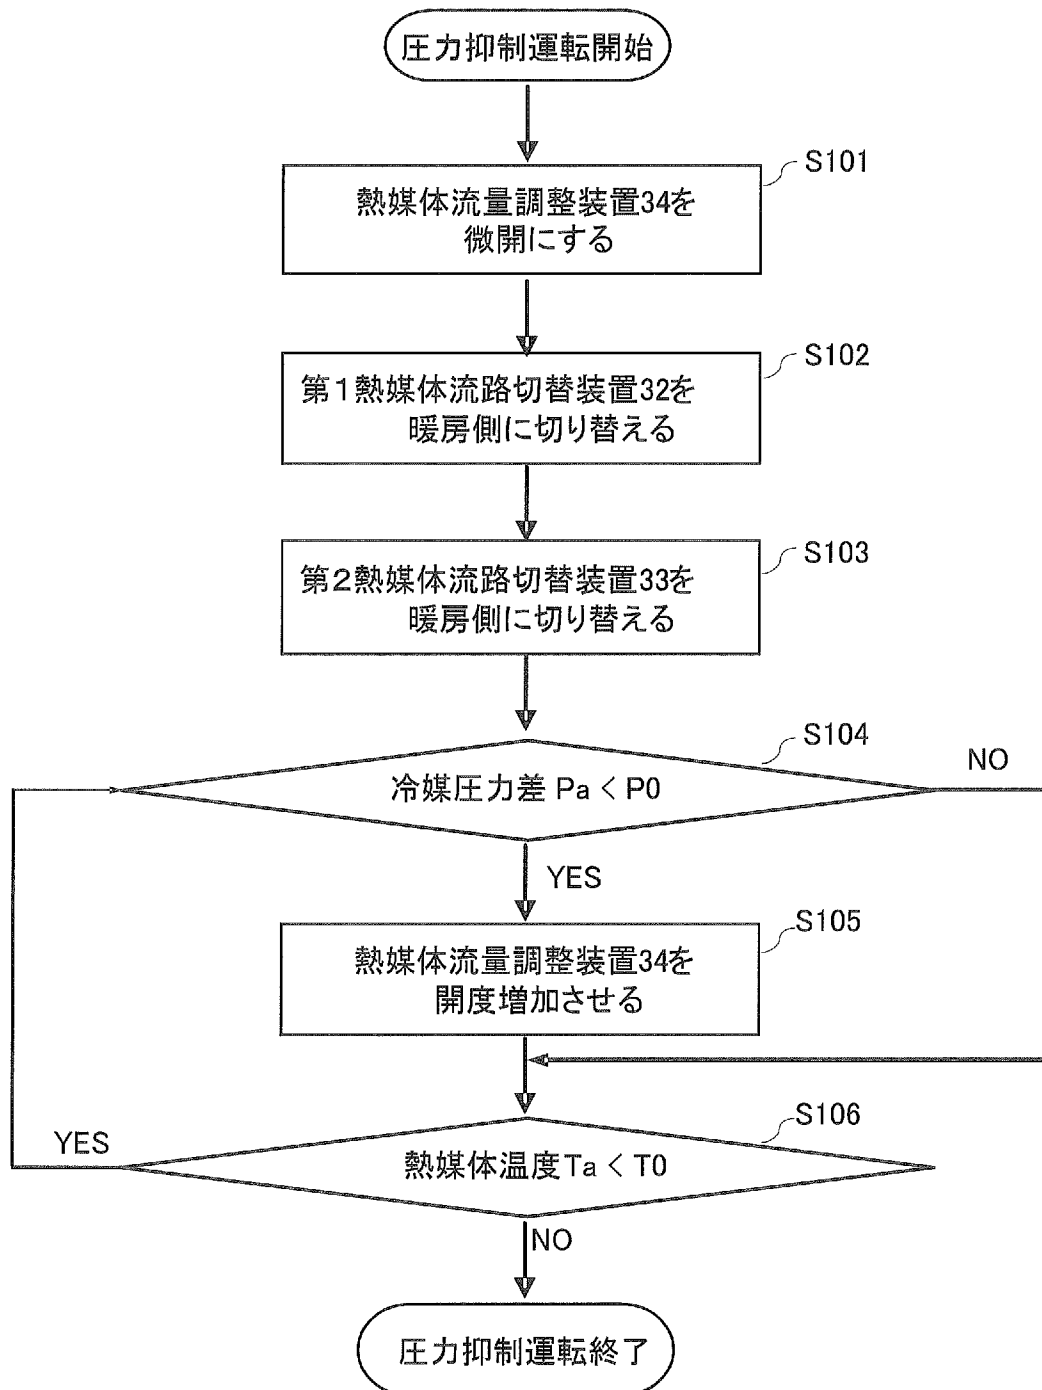 圧力抑制運転開始
S101
熱媒体流量調整装置34を
微開にする
S102
第1熱媒体流路切替装置32を
暖房側に切り替える
S103
第2熱媒体流路切替装置33を
暖房側に切り替える
S104
冷媒圧力差 Pa < P0
NO
YES
S105
熱媒体流量調整装置34を
開度増加させる
S106
熱媒体温度Ta < T0
YES
NO
圧力抑制運転終了